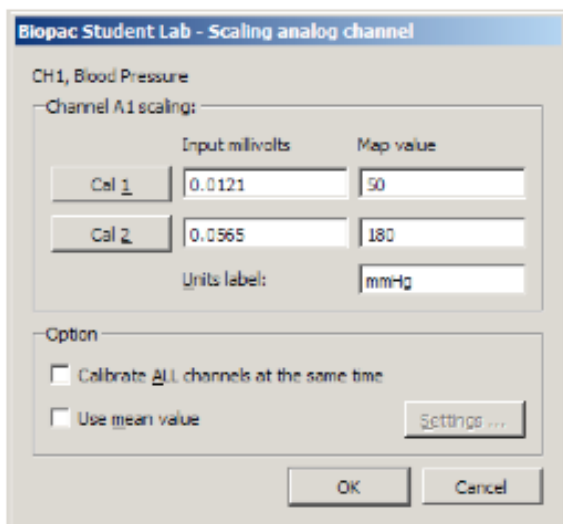 Biopac Student Lab - Scaling analog channel
CH1, Blood Pressure
Channel A1 scaling:
Input millivolts Map value
Cal 1 0.0121 50
Cal 2 0.0565 180
Units label: mmHg
Option
Calibrate ALL channels at the same time
Use mean value Settings ...
OK Cancel